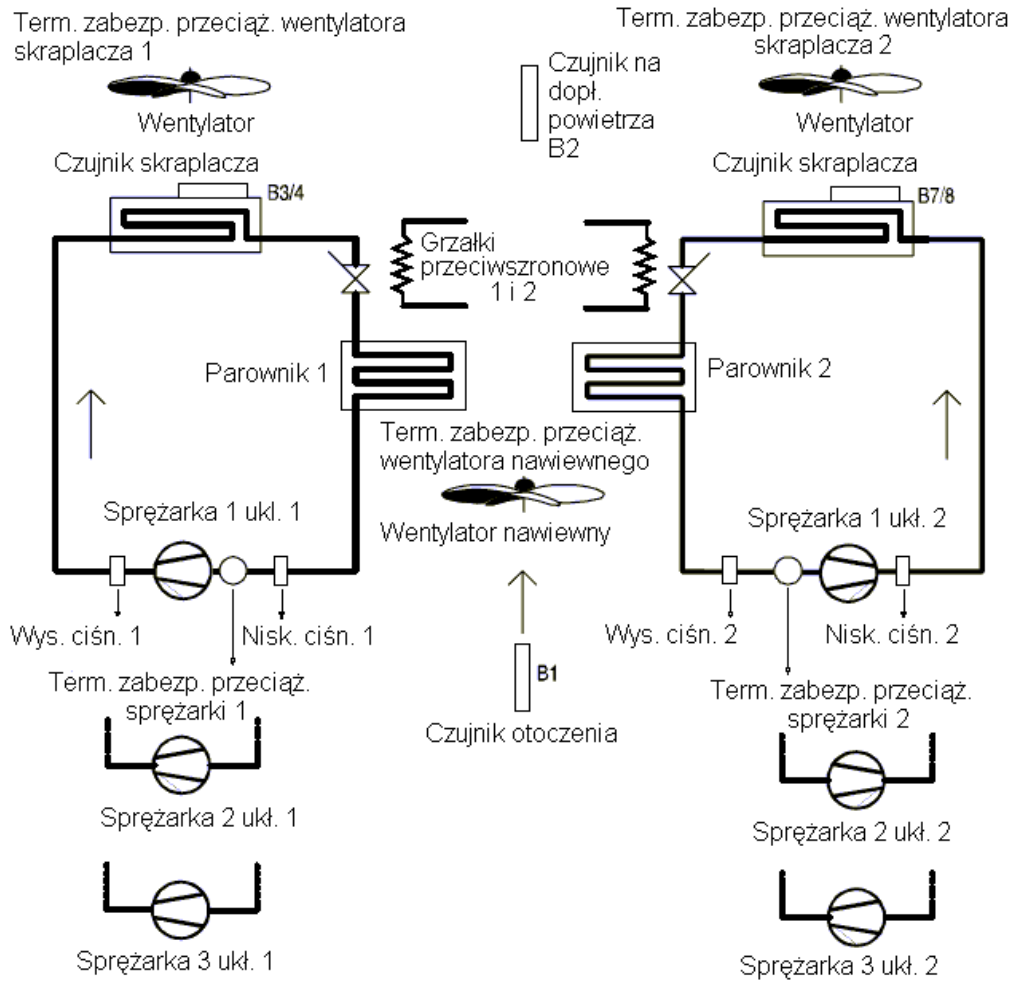 Term. zabezp. przeciąż. wentylatora
skraplacza 1
Term. zabezp. przeciąż. wentylatora
skraplacza 2
Czujnik na
dopł.
powietrza
B2
Wentylator
Wentylator
Czujnik skraplacza
Czujnik skraplacza
B3/4
B7/8
Grzałki
przeciwszronowe
1 i 2
Parownik 1
Parownik 2
Term. zabezp. przeciąż.
wentylatora nawiewnego
Wentylator nawiewny
Sprężarka 1 ukl. 1
Sprężarka 1 ukł. 2
Wys. ciśn. 1
Nisk. ciśn. 1
Wys. ciśn. 2
Nisk. ciśn. 2
Term. zabezp. przeciąż.
sprężarki 1
B1
Czujnik otoczenia
Term. zabezp. przeciąż.
sprężarki 2
Sprężarka 2 ukł. 1
Sprężarka 2 ukł. 2
Sprężarka 3 ukł. 1
Sprężarka 3 ukł. 2